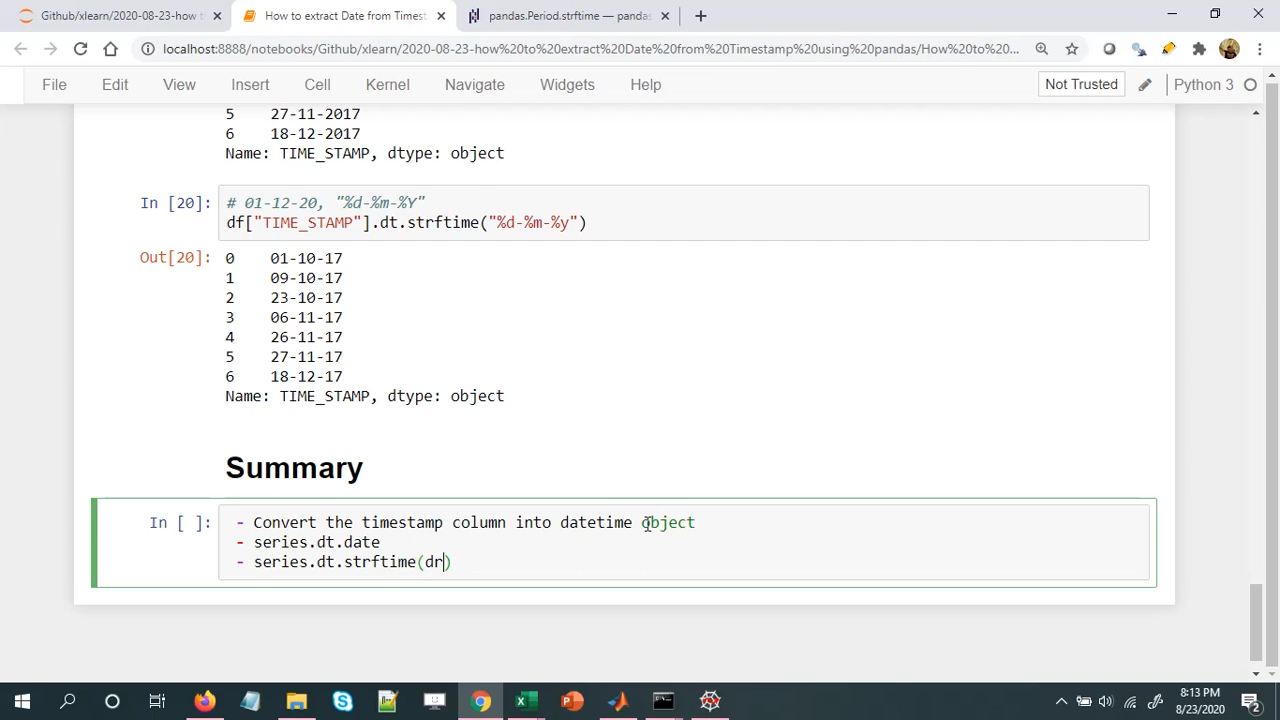 Github/xlearn/2020-08-23-how t
How to extract Date from Timest
pandas.Period.strftime — pandas
localhost:8888/notebooks/Github/xlearn/2020-08-23-how%20to%20extract%20Date%20from%20Timestamp%20using%20pandas/How%20to%20...
File Edit View Insert Cell Kernel Navigate Widgets Help Not Trusted Python 3
5 27-11-2017
6 18-12-2017
Name: TIME_STAMP, dtype: object
In [20]: # 01-12-20, "%d-%m-%Y"
df["TIME_STAMP"].dt.strftime("%d-%m-%y")
Out[20]: 0 01-10-17
1 09-10-17
2 23-10-17
3 06-11-17
4 26-11-17
5 27-11-17
6 18-12-17
Name: TIME_STAMP, dtype: object
Summary
In [ ]: - Convert the timestamp column into datetime object
- series.dt.date
- series.dt.strftime(dr)
8:13 PM
8/23/2020
2